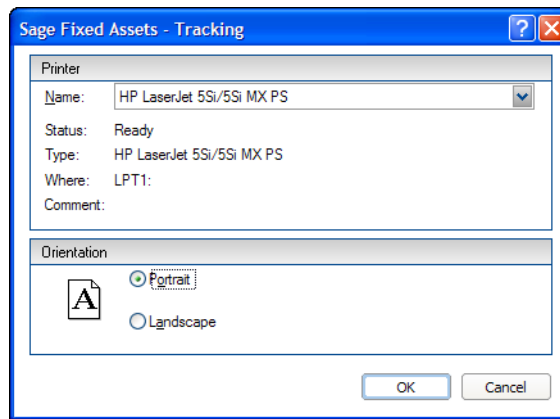 Sage Fixed Assets - Tracking
Printer
Name: HP LaserJet 5Si/5Si MX PS
Status: Ready
Type: HP LaserJet 5Si/5Si MX PS
Where: LPT1:
Comment:
Orientation
A
Portrait
Landscape
OK Cancel